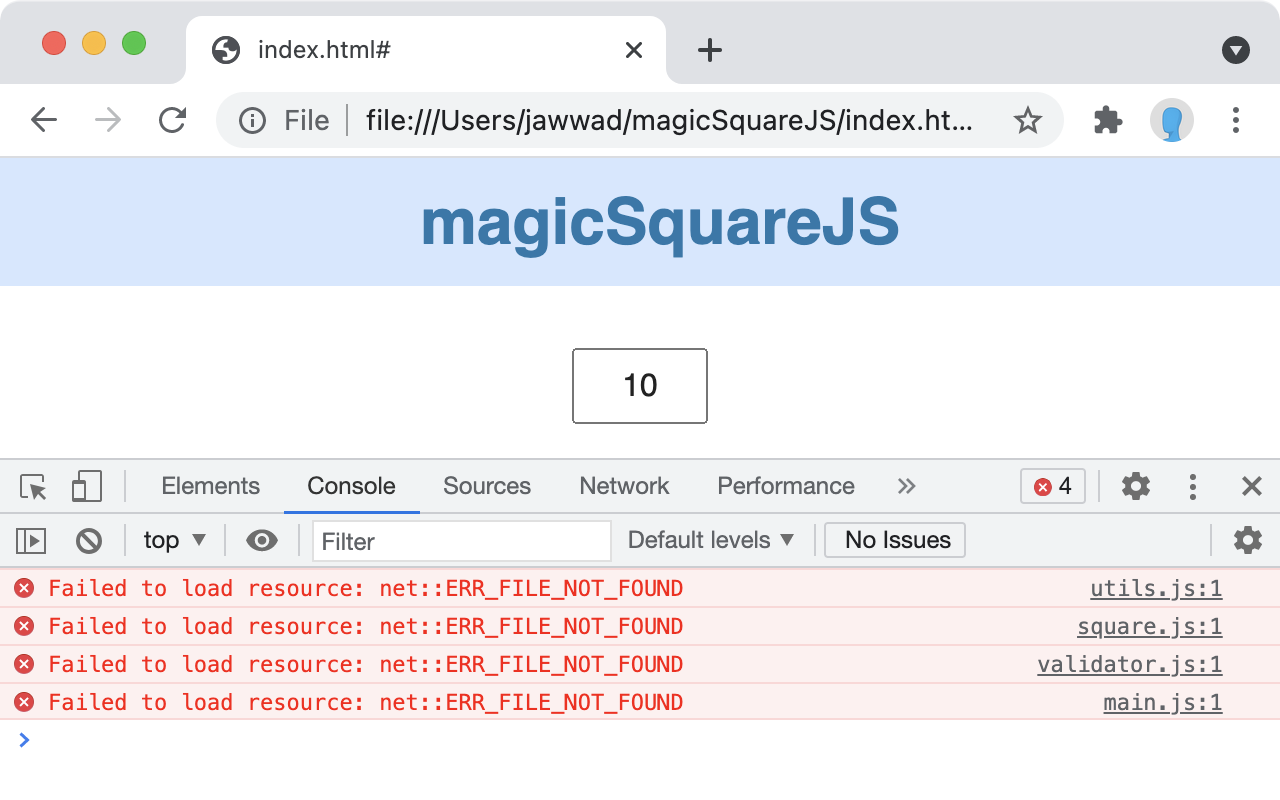 index.html#
File file:///Users/jawwad/magicSquareJS/index.ht...
magicSquareJS
10
Elements Console Sources Network Performance 4
top Filter Default levels No Issues
Failed to load resource: net::ERR_FILE_NOT_FOUND utils.js:1
Failed to load resource: net::ERR_FILE_NOT_FOUND square.js:1
Failed to load resource: net::ERR_FILE_NOT_FOUND validator.js:1
Failed to load resource: net::ERR_FILE_NOT_FOUND main.js:1